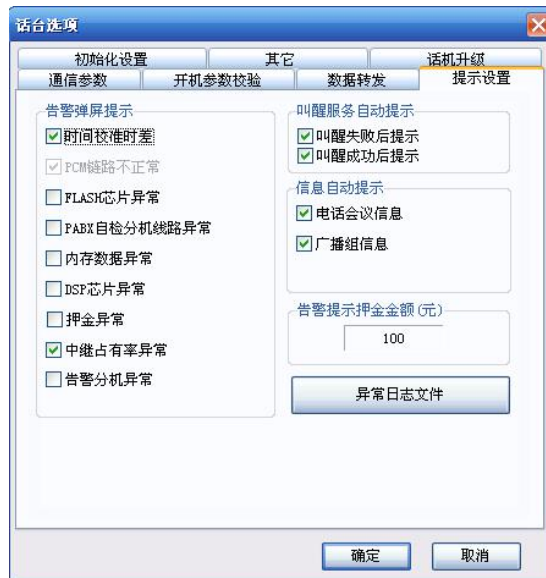 话台选项
初始化设置
其它
话机升级
通信参数
开机参数校验
数据转发
提示设置
告警弹屏提示
时间校准时差
PCM链路不正常
FLASH芯片异常
PABX自检分机线路异常
内存数据异常
DSP芯片异常
押金异常
中继占有率异常
告警分机异常
叫醒服务自动提示
叫醒失败后提示
叫醒成功后提示
信息自动提示
电话会议信息
广播组信息
告警提示押金金额(元)
100
异常日志文件
确定
取消